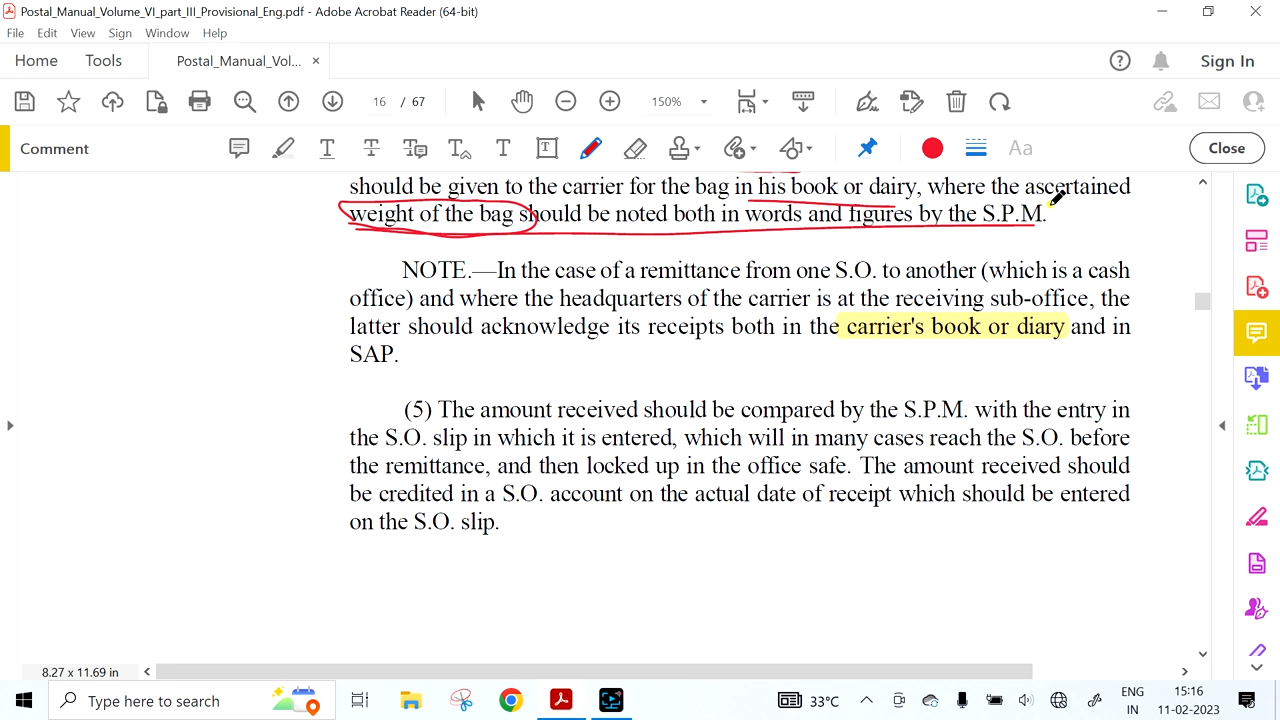 Postal_Manual_Volume_VI_part_III_Provisional_Eng.pdf - Adobe Acrobat Reader (64-bit)
File Edit View Sign Window Help
Home Tools Postal_Manual_Vol... × Sign In
16 / 67 150%
Comment Aa Close
should be given to the carrier for the bag in his book or dairy, where the ascertained
weight of the bag should be noted both in words and figures by the S.P.M.
NOTE.—In the case of a remittance from one S.O. to another (which is a cash
office) and where the headquarters of the carrier is at the receiving sub-office, the
latter should acknowledge its receipts both in the carrier's book or diary and in
SAP.
(5) The amount received should be compared by the S.P.M. with the entry in
the S.O. slip in which it is entered, which will in many cases reach the S.O. before
the remittance, and then locked up in the office safe. The amount received should
be credited in a S.O. account on the actual date of receipt which should be entered
on the S.O. slip.
8.27 x 11.69 in
Type here to search 33°C ENG 15:16
IN 11-02-2023